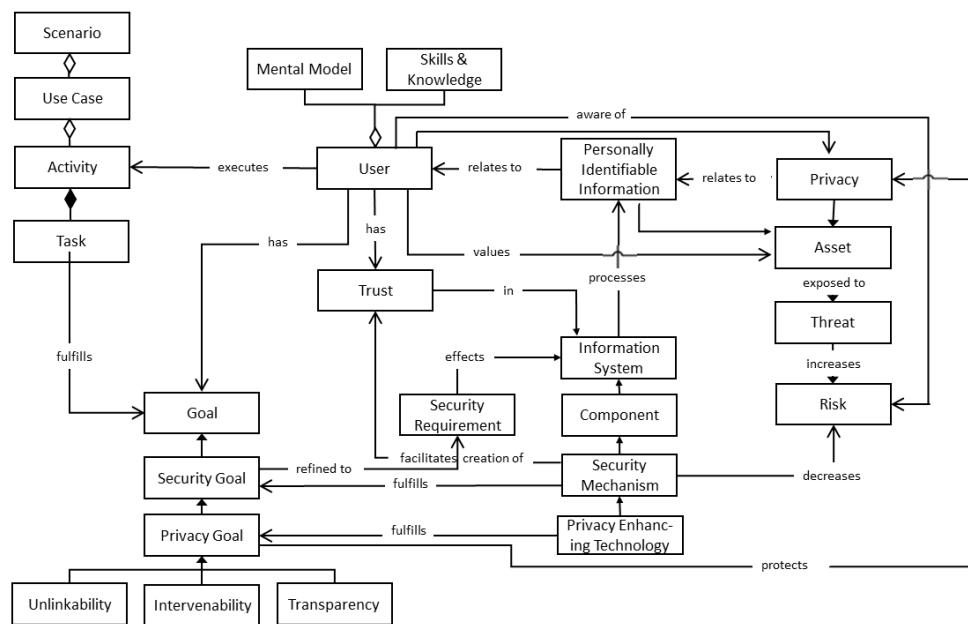 Scenario
Mental Model
Skills &
Knowledge
Use Case
aware of
Activity
executes
User
relates to
Personally
Identifiable
Information
relates to
Privacy
Task
has
has
values
Asset
processes
exposed to
Trust
in
Threat
fulfills
effects
Information
System
increases
Goal
Security
Requirement
Component
Risk
facilitates creation of
Security Goal
refined to
fulfills
Security
Mechanism
decreases
Privacy Goal
fulfills
Privacy Enhanc-
ing Technology
protects
Unlinkability
Intervenability
Transparency